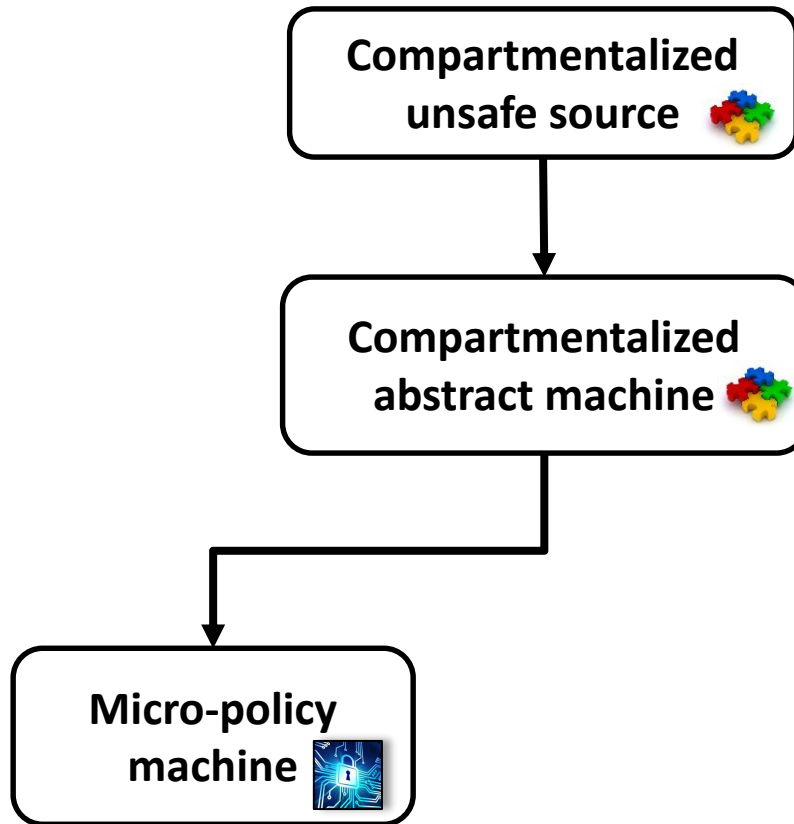 Compartmentalized
unsafe source
Compartmentalized
abstract machine
Micro-policy
machine